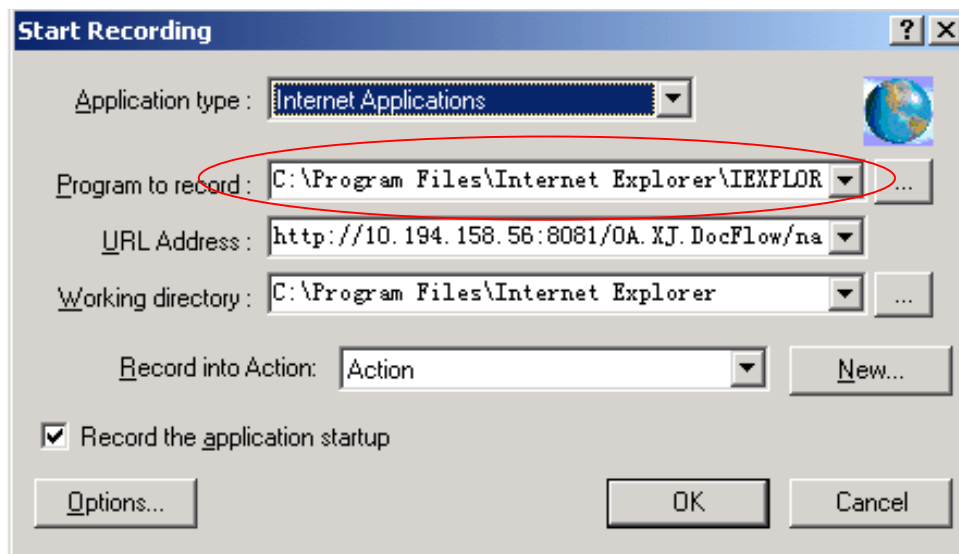 Start Recording
Application type : Internet Applications
Program to record : C:\Program Files\Internet Explorer\IEXPLOR ...
URL Address : http://10.194.158.56:8081/OA.XJ.DocFlow/na
Working directory : C:\Program Files\Internet Explorer ...
Record into Action: Action New...
Record the application startup
Options... OK Cancel